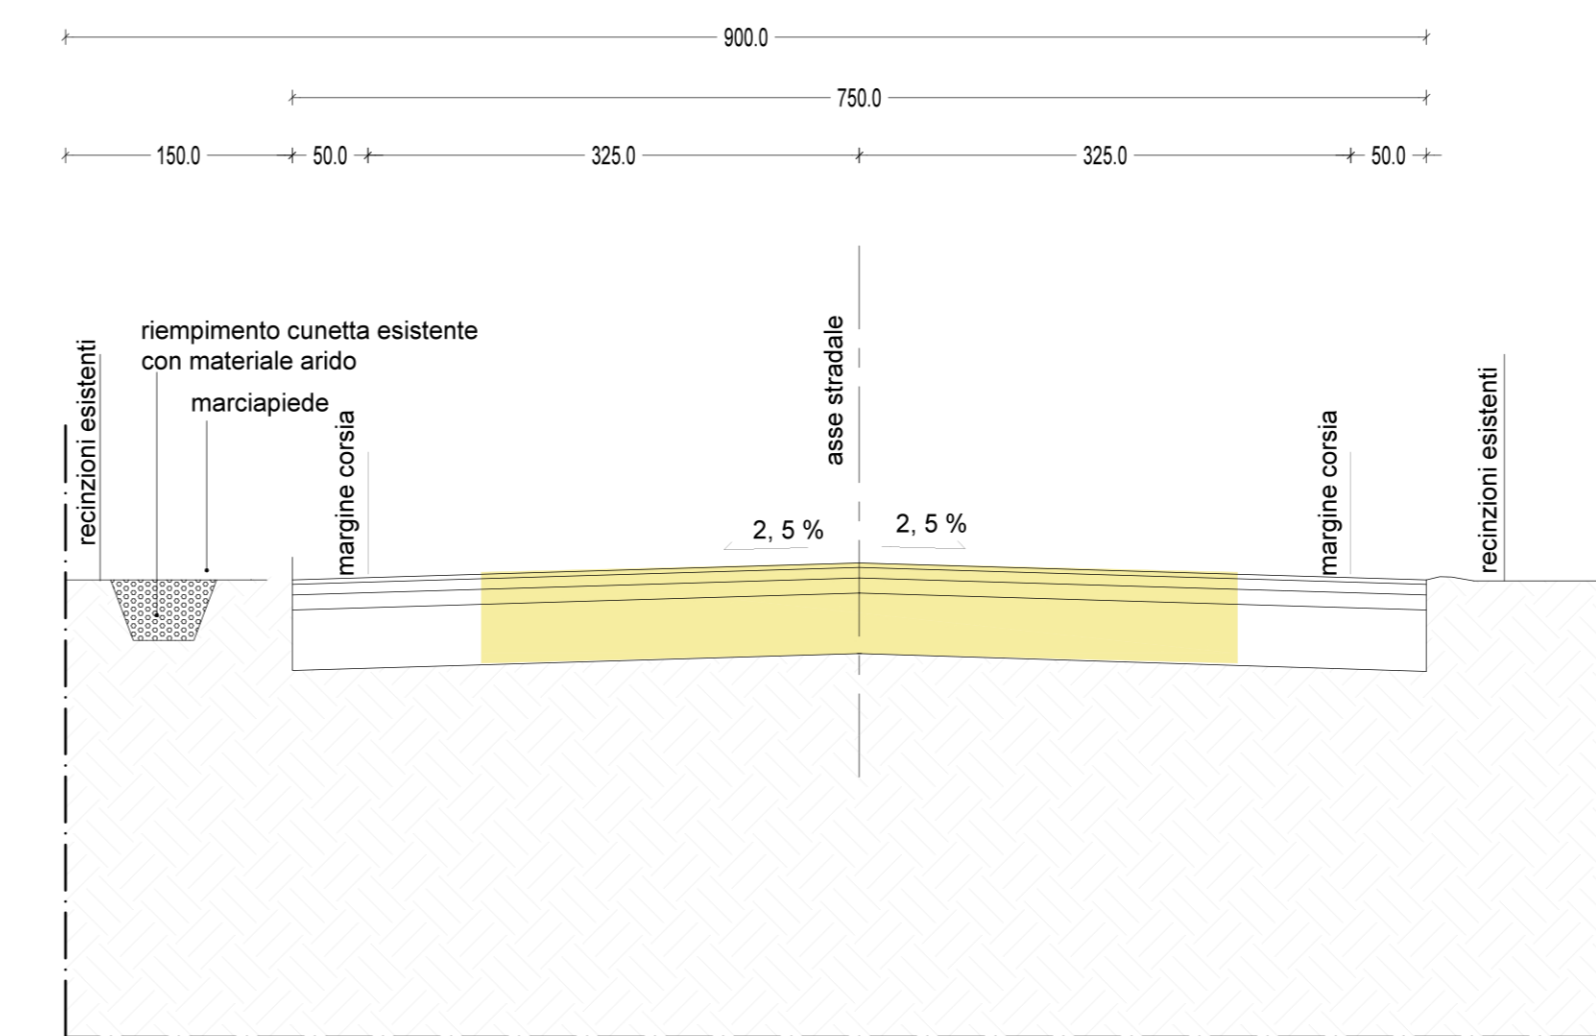 900.0
750.0
150.0
50.0
325.0
325.0
50.0
riempimento cunetta esistente
con materiale arido
marciapiede
recinzioni esistenti
margine corsia
asse stradale
margine corsia
recinzioni esistenti
2, 5 %
2, 5 %